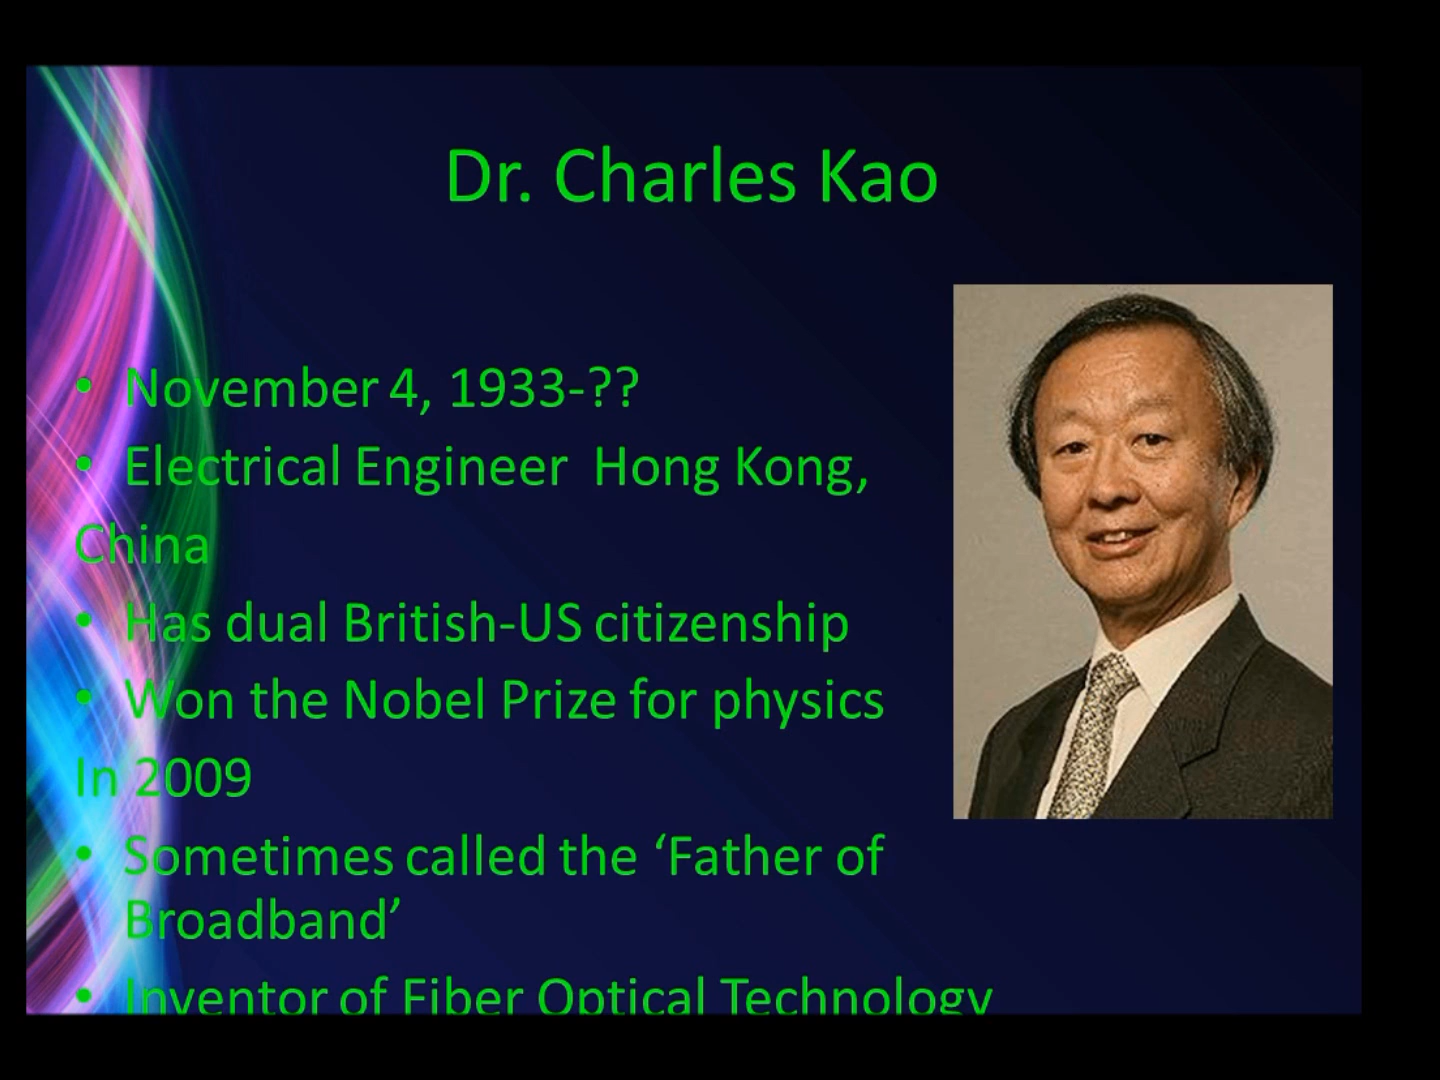 Dr. Charles Kao
• November 4, 1933-??
• Electrical Engineer  Hong Kong,
China
• Has dual British-US citizenship
• Won the Nobel Prize for physics
In 2009
• Sometimes called the ‘Father of
Broadband’
• Inventor of Fiber Optical Technology